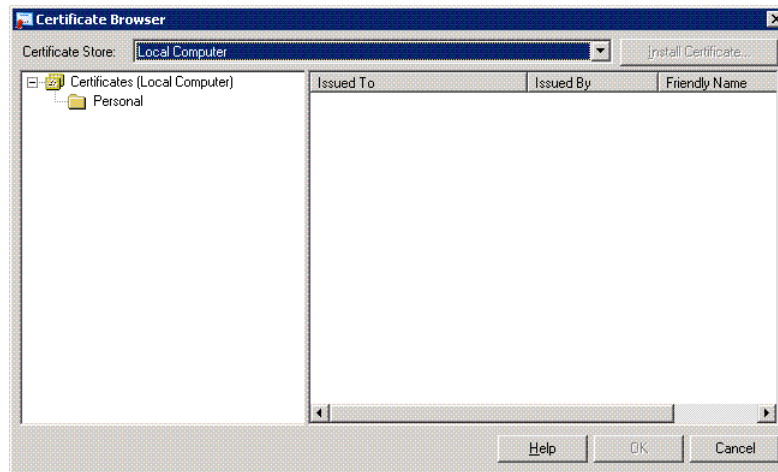 Certificate Browser
Certificate Store: Local Computer Install Certificate...
Certificates (Local Computer)
Personal
Issued To Issued By Friendly Name
Help OK Cancel